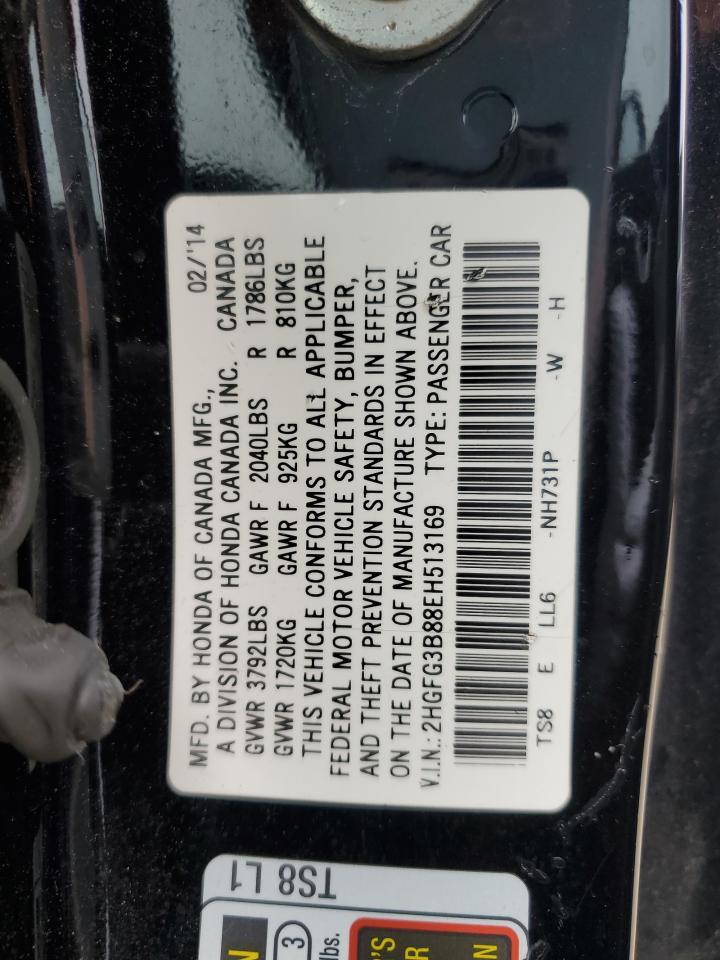 MFD. BY HONDA OF CANADA MFG., 02/'14
A DIVISION OF HONDA CANADA INC. CANADA
GVWR 3792LBS GAWR F 2040LBS R 1786LBS
GVWR 1720KG GAWR F 925KG R 810KG
THIS VEHICLE CONFORMS TO ALL APPLICABLE
FEDERAL MOTOR VEHICLE SAFETY, BUMPER,
AND THEFT PREVENTION STANDARDS IN EFFECT
ON THE DATE OF MANUFACTURE SHOWN ABOVE.
V.I.N.: 2HGFG3B88EH513169 TYPE: PASSENGER CAR
TS8 E LL6 -NH731P -W -H
TS8 L1
N
3
lbs.
'S
R
N